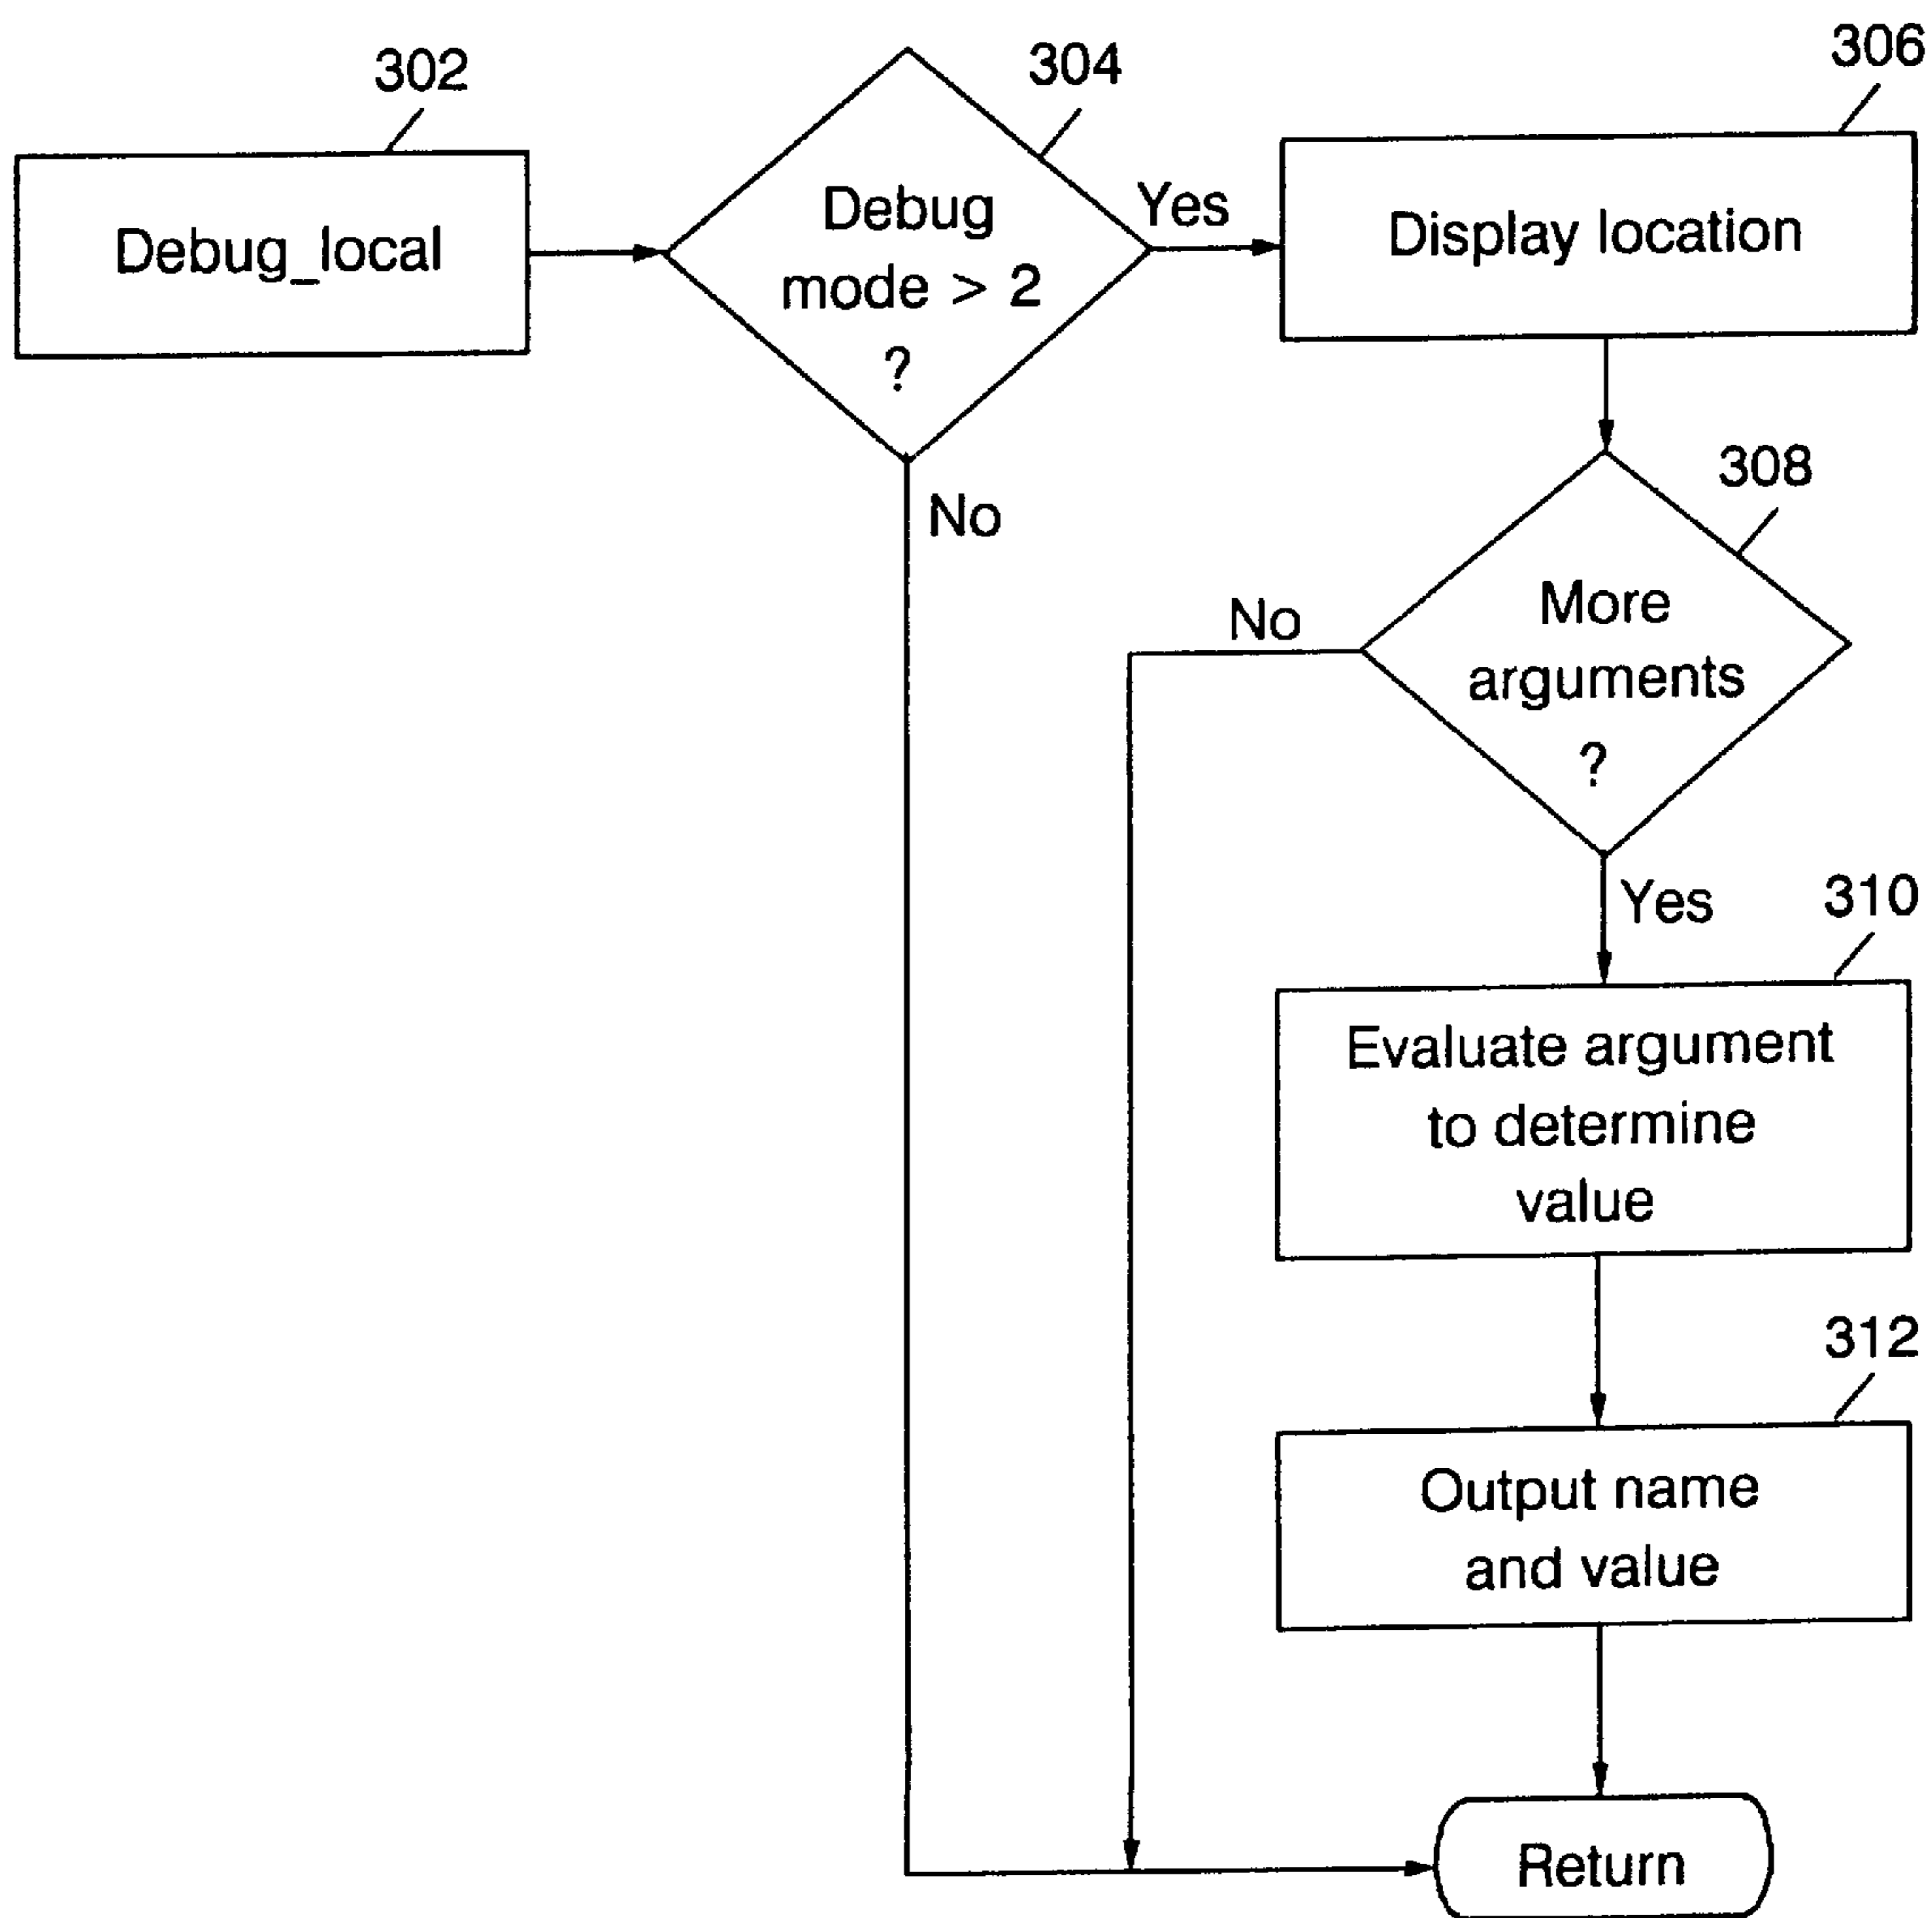 302
304
306
Debug_local
Debug
mode > 2
?
Yes
Display location
No
308
More
arguments
?
No
Yes
310
Evaluate argument
to determine
value
312
Output name
and value
Return